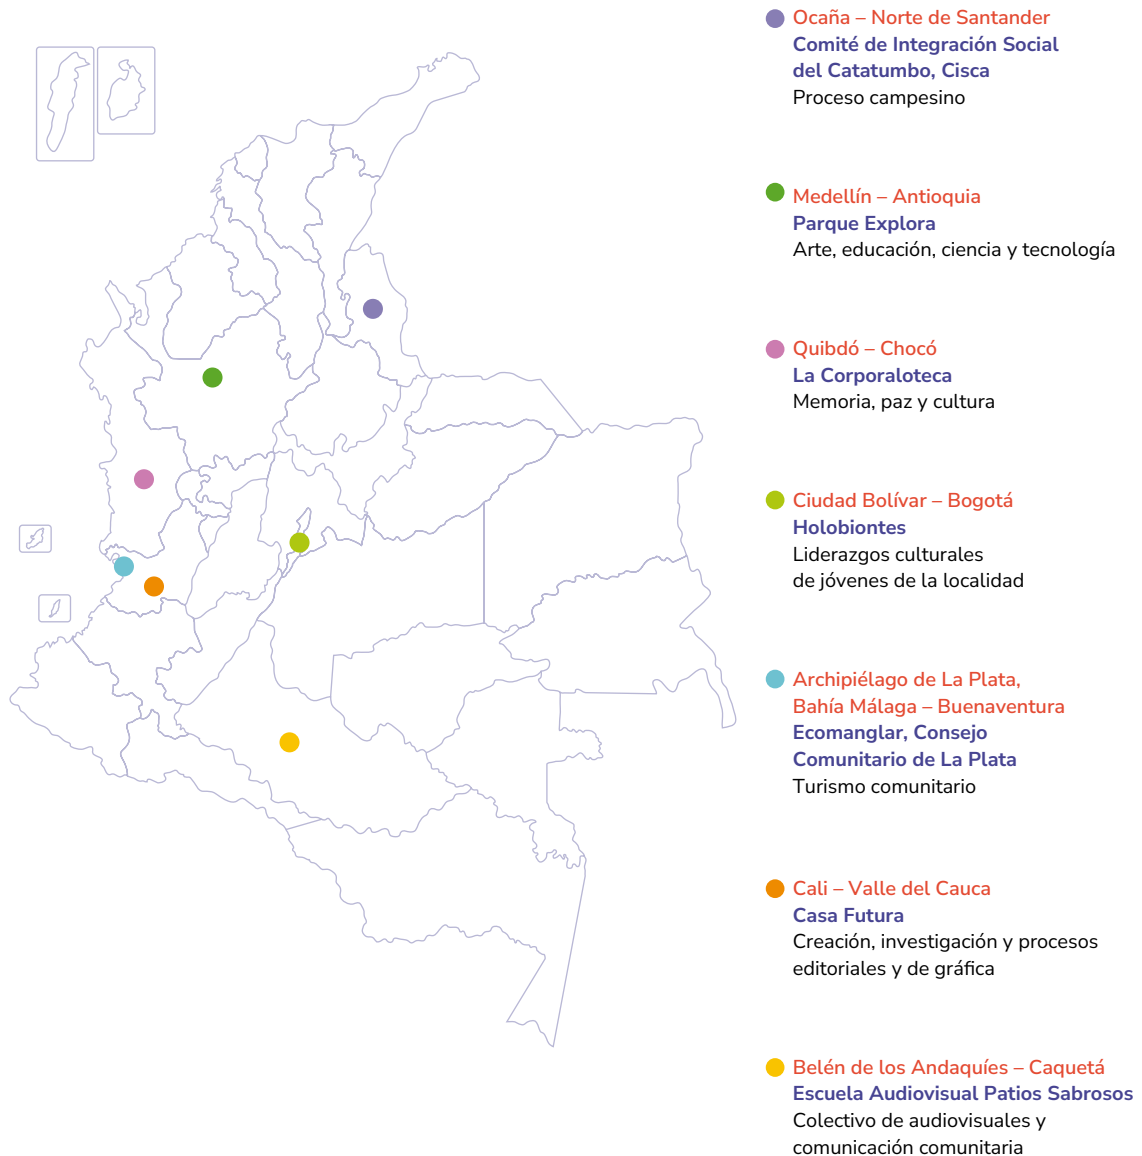 Ocaña – Norte de Santander
Comité de Integración Social
del Catatumbo, Cisca
Proceso campesino
Medellín – Antioquia
Parque Explora
Arte, educación, ciencia y tecnología
Quibdó – Chocó
La Corporaloteca
Memoria, paz y cultura
Ciudad Bolívar – Bogotá
Holobiontes
Liderazgos culturales
de jóvenes de la localidad
Archipiélago de La Plata,
Bahía Málaga – Buenaventura
Ecomanglar, Consejo
Comunitario de La Plata
Turismo comunitario
Cali – Valle del Cauca
Casa Futura
Creación, investigación y procesos
editoriales y de gráfica
Belén de los Andaquíes – Caquetá
Escuela Audiovisual Patios Sabrosos
Colectivo de audiovisuales y
comunicación comunitaria